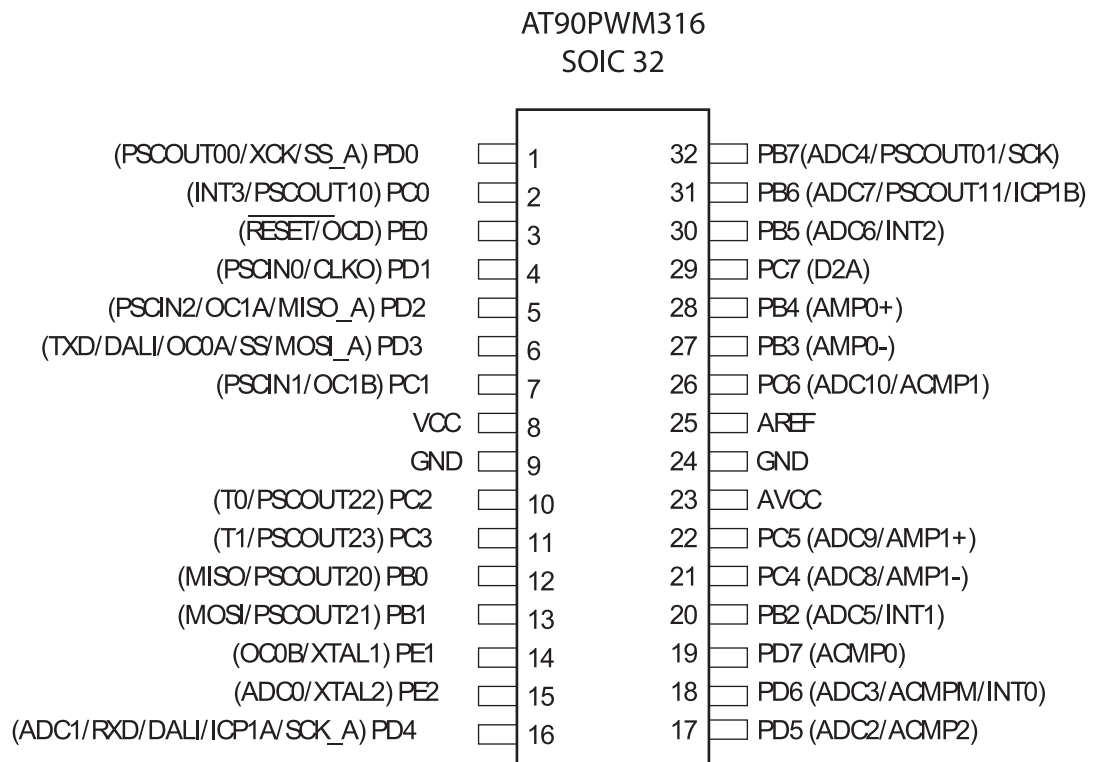 AT90PWM316
SOIC 32
(PSCOUT00/XCK/SS_A) PD0 1
(INT3/PSCOUT10) PC0 2
(RESET/OCD) PE0 3
(PSCIN0/CLKO) PD1 4
(PSCIN2/OC1A/MISO_A) PD2 5
(TXD/DALI/OC0A/SS/MOSI_A) PD3 6
(PSCIN1/OC1B) PC1 7
VCC 8
GND 9
(T0/PSCOUT22) PC2 10
(T1/PSCOUT23) PC3 11
(MISO/PSCOUT20) PB0 12
(MOSI/PSCOUT21) PB1 13
(OC0B/XTAL1) PE1 14
(ADC0/XTAL2) PE2 15
(ADC1/RXD/DALI/ICP1A/SCK_A) PD4 16
32 PB7(ADC4/PSCOUT01/SCK)
31 PB6 (ADC7/PSCOUT11/ICP1B)
30 PB5 (ADC6/INT2)
29 PC7 (D2A)
28 PB4 (AMP0+)
27 PB3 (AMP0-)
26 PC6 (ADC10/ACMP1)
25 AREF
24 GND
23 AVCC
22 PC5 (ADC9/AMP1+)
21 PC4 (ADC8/AMP1-)
20 PB2 (ADC5/INT1)
19 PD7 (ACMP0)
18 PD6 (ADC3/ACMPM/INT0)
17 PD5 (ADC2/ACMP2)